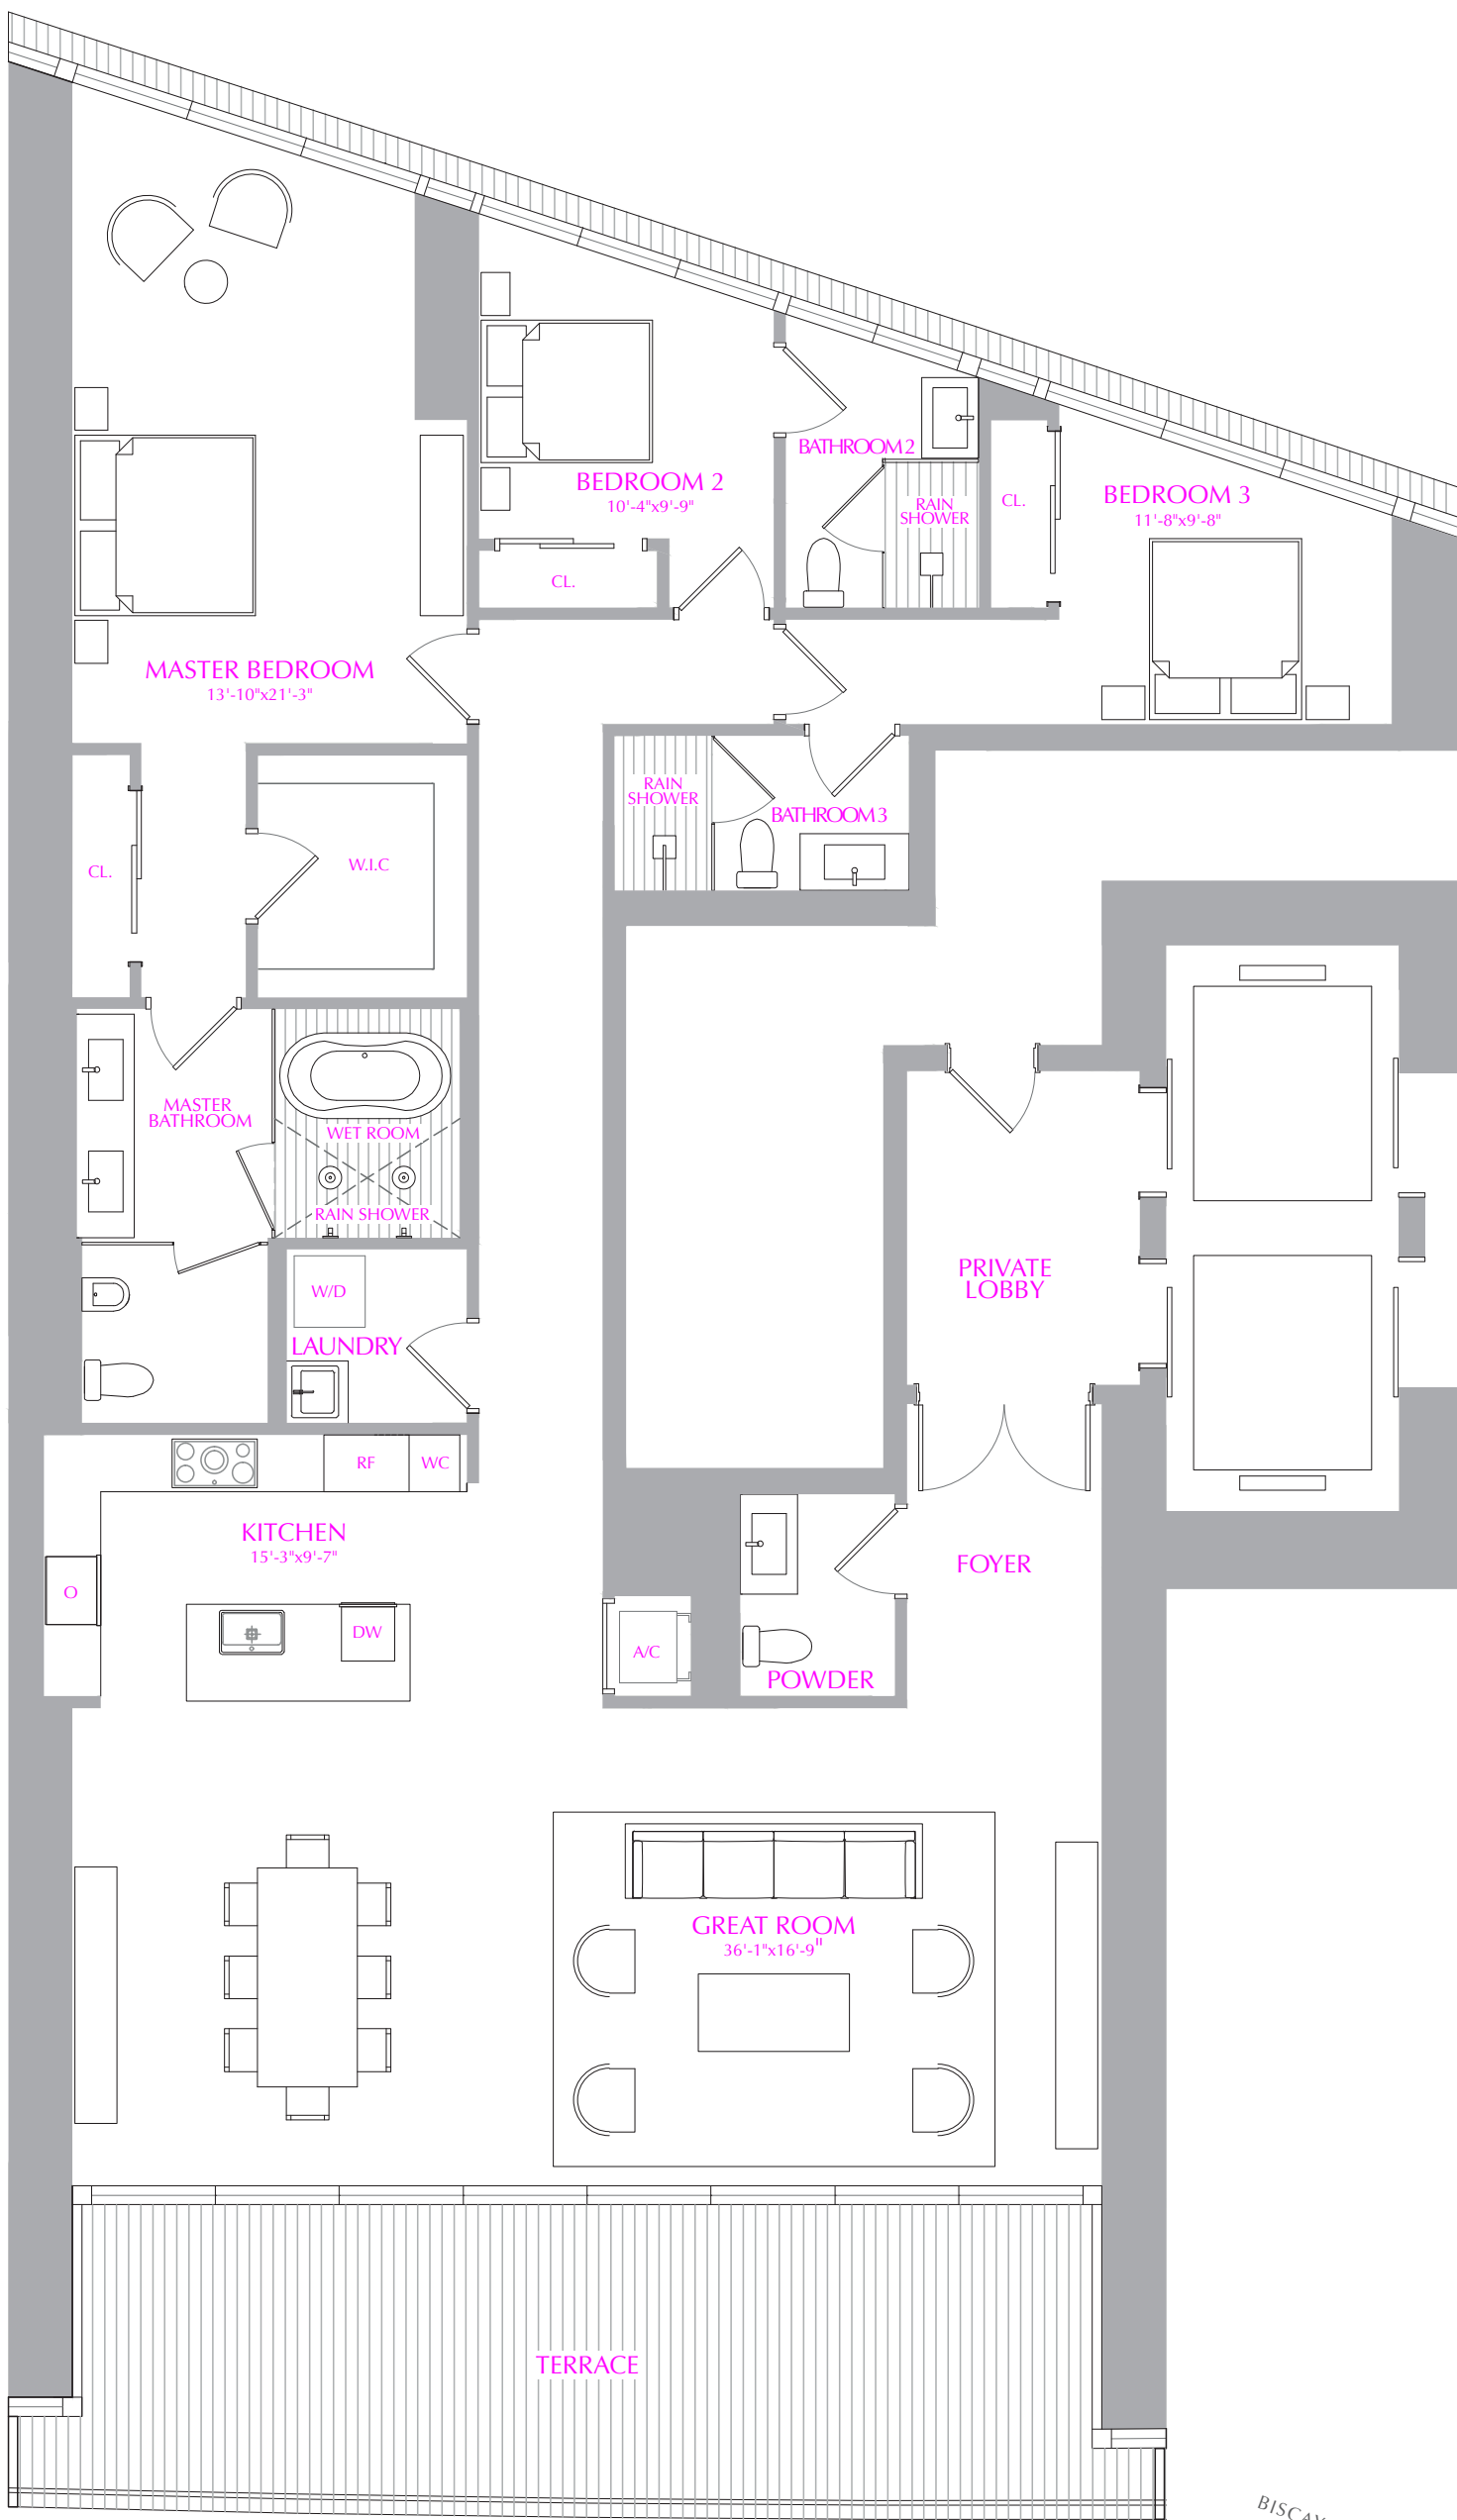 BATHROOM 2
BEDROOM 2
10'-4"x9'-9"
RAIN
SHOWER
CL.
BEDROOM 3
11'-8"x9'-8"
CL.
MASTER BEDROOM
13'-10"x21'-3"
RAIN
SHOWER
BATHROOM 3
CL.
W.I.C
MASTER
BATHROOM
WET ROOM
RAIN SHOWER
PRIVATE
LOBBY
W/D
LAUNDRY
RF
WC
KITCHEN
15'-3"x9'-7"
FOYER
O
DW
A/C
POWDER
GREAT ROOM
36'-1"x16'-9"
TERRACE